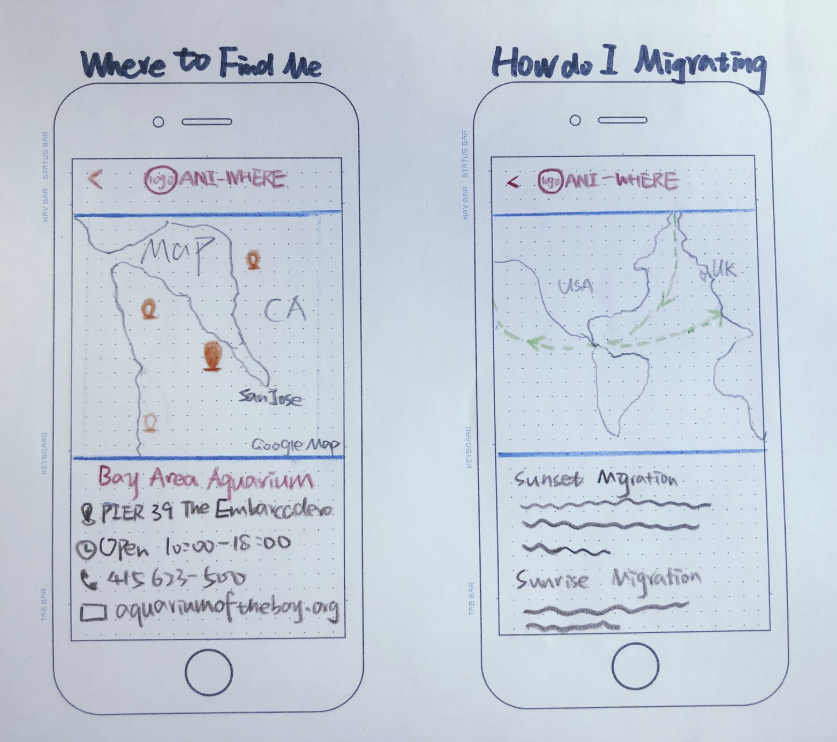 Where to Find Me
How do I Migrating
STATUS BAR
NAV BAR
KEYBOARD
TAB BAR
< logo ANI-WHERE
MaP
CA
San Jose
Google Map
Bay Area Aquarium
PIER 39 The Embarccdero
Open 10:00-18:00
415 623-500
aquariumofthebay.org
STATUS BAR
NAV BAR
KEYBOARD
TAB BAR
< logo ANI-WHERE
USA
UK
Sunset Migration
Sunrise Migration